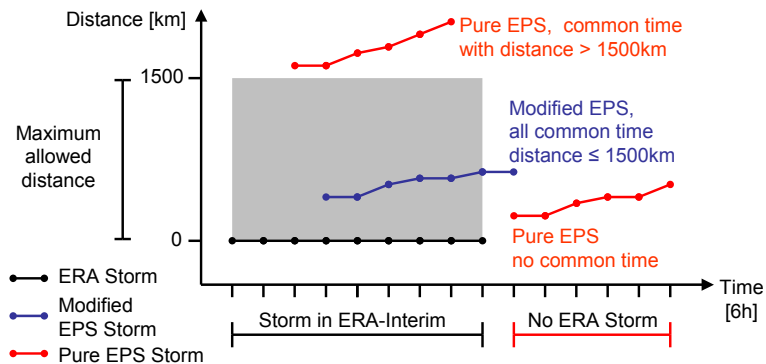 Distance [km]
Pure EPS, common time
with distance > 1500km
1500
Modified EPS,
all common time
distance ≤ 1500km
Maximum
allowed
distance
0
Pure EPS
no common time
ERA Storm
Modified
EPS Storm
Pure EPS Storm
Time
[6h]
Storm in ERA-Interim
No ERA Storm